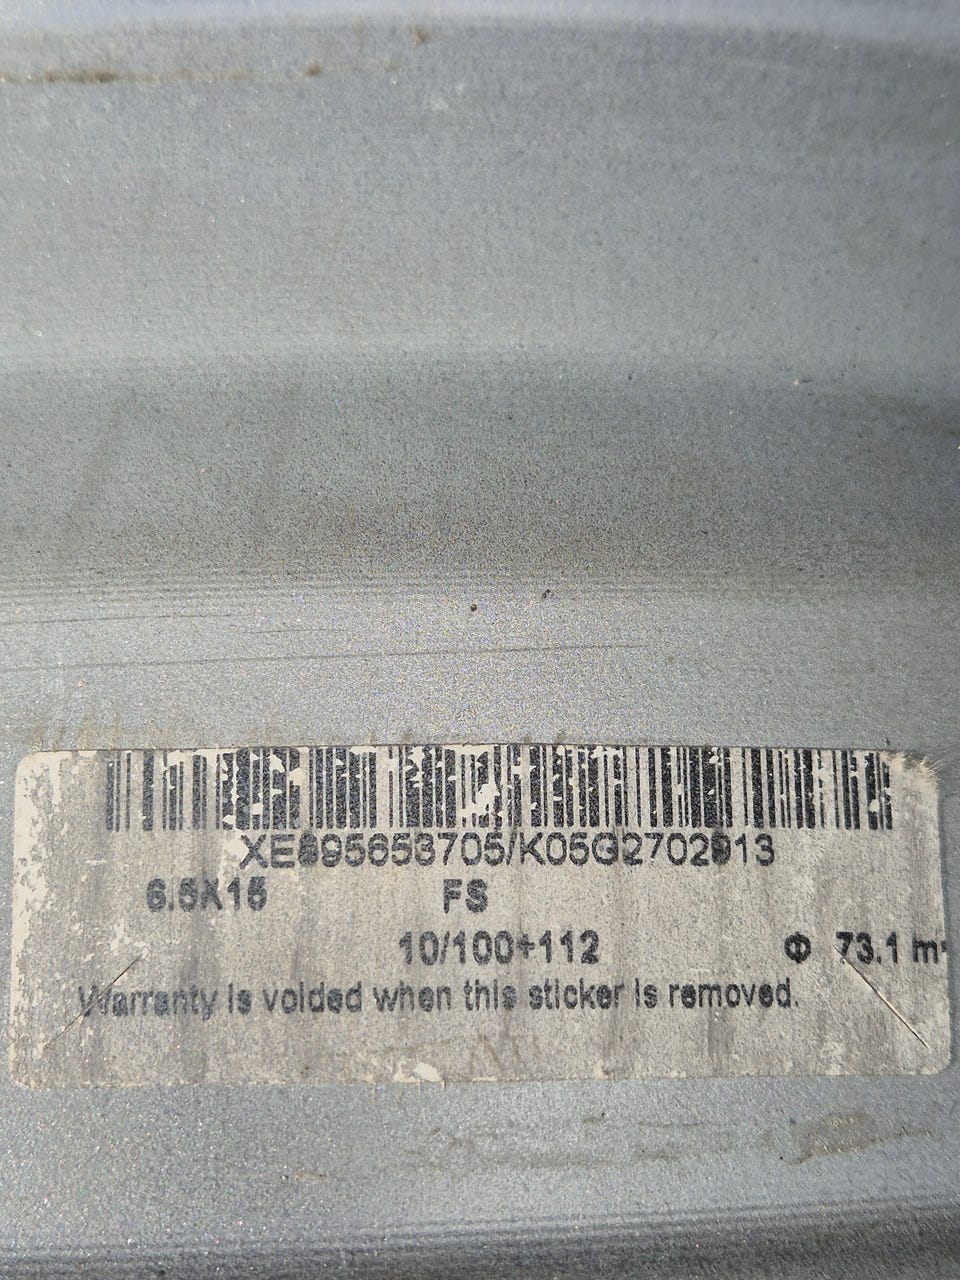 XE895653705/K05G2702913
6.5X15 FS
10/100+112 Φ 73.1 m
Warranty is voided when this sticker is removed.